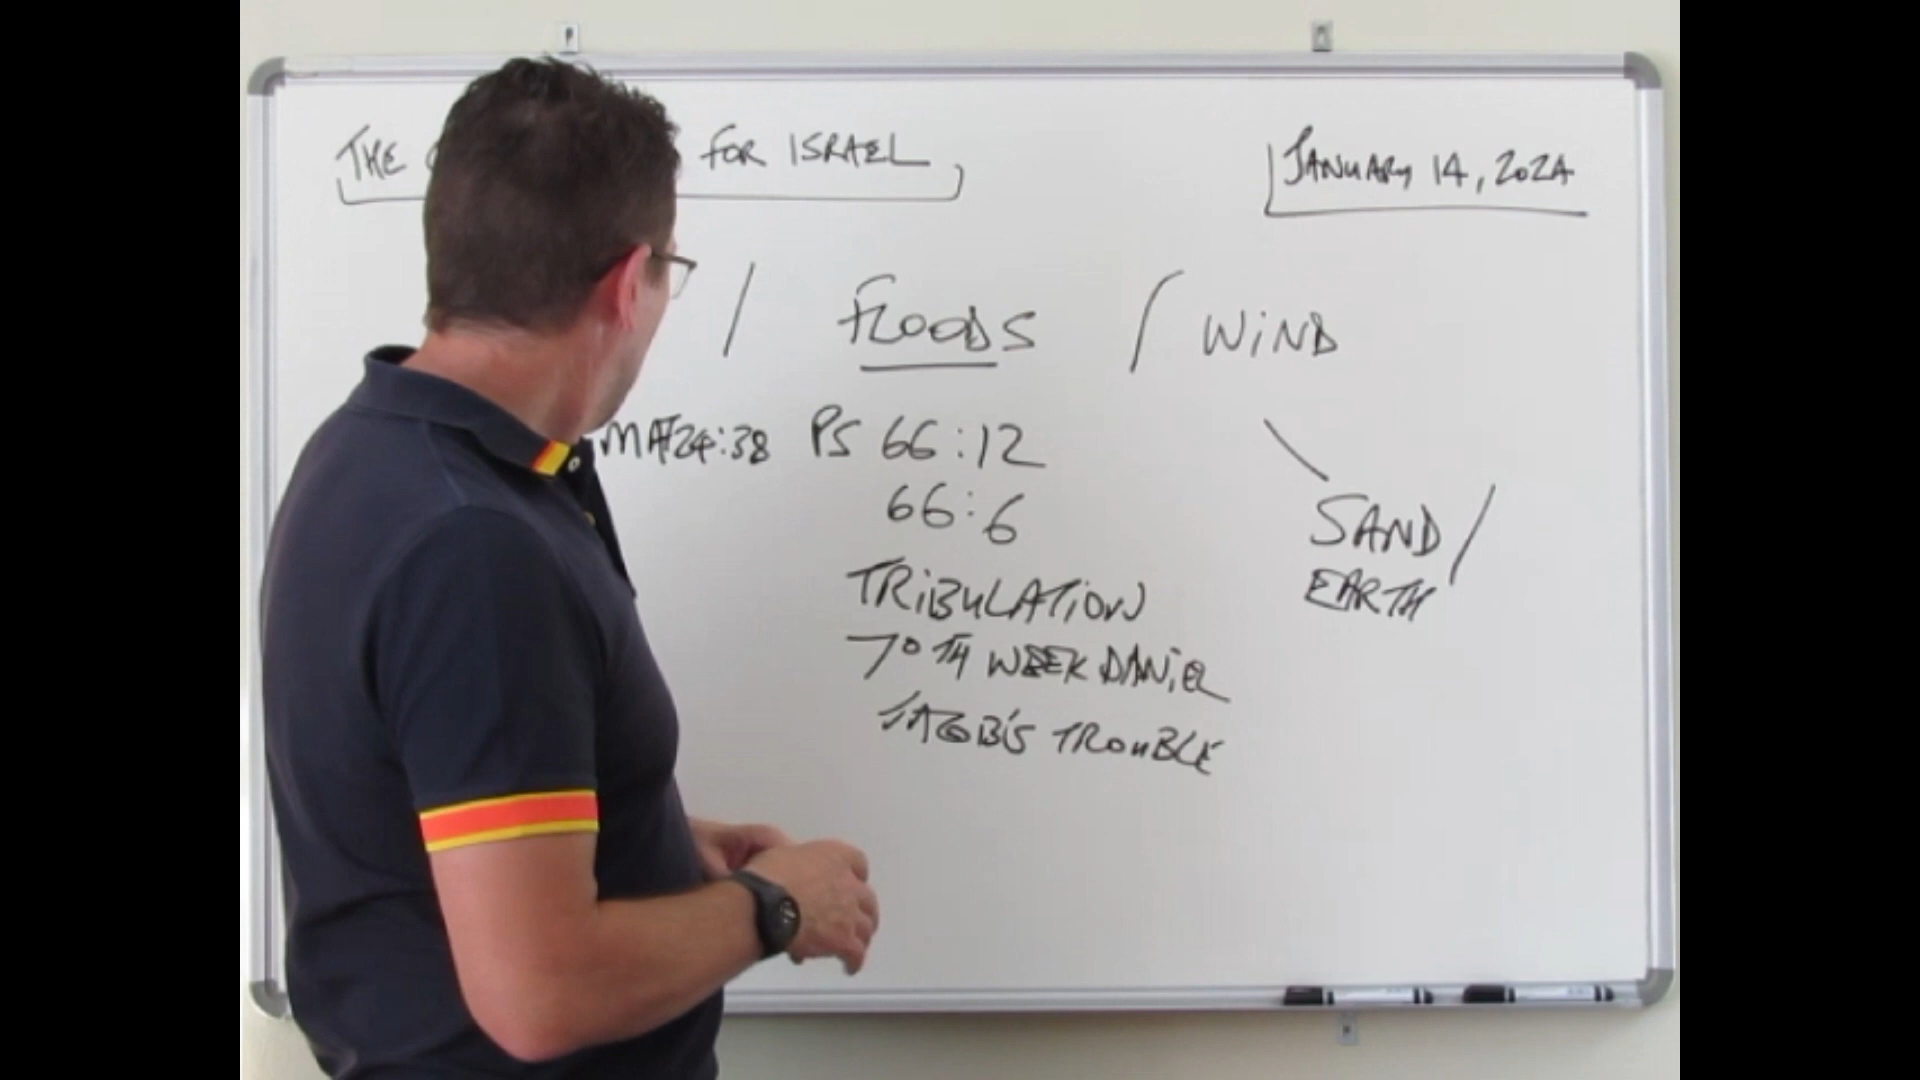 THE FOR ISRAEL
JANUARY 14, 2024
/ FLOODS / WIND
MAT24:38 PS 66:12
66:6
SAND/
EARTH
TRIBULATION
70TH WEEK DANIEL
JACOB'S TROUBLE